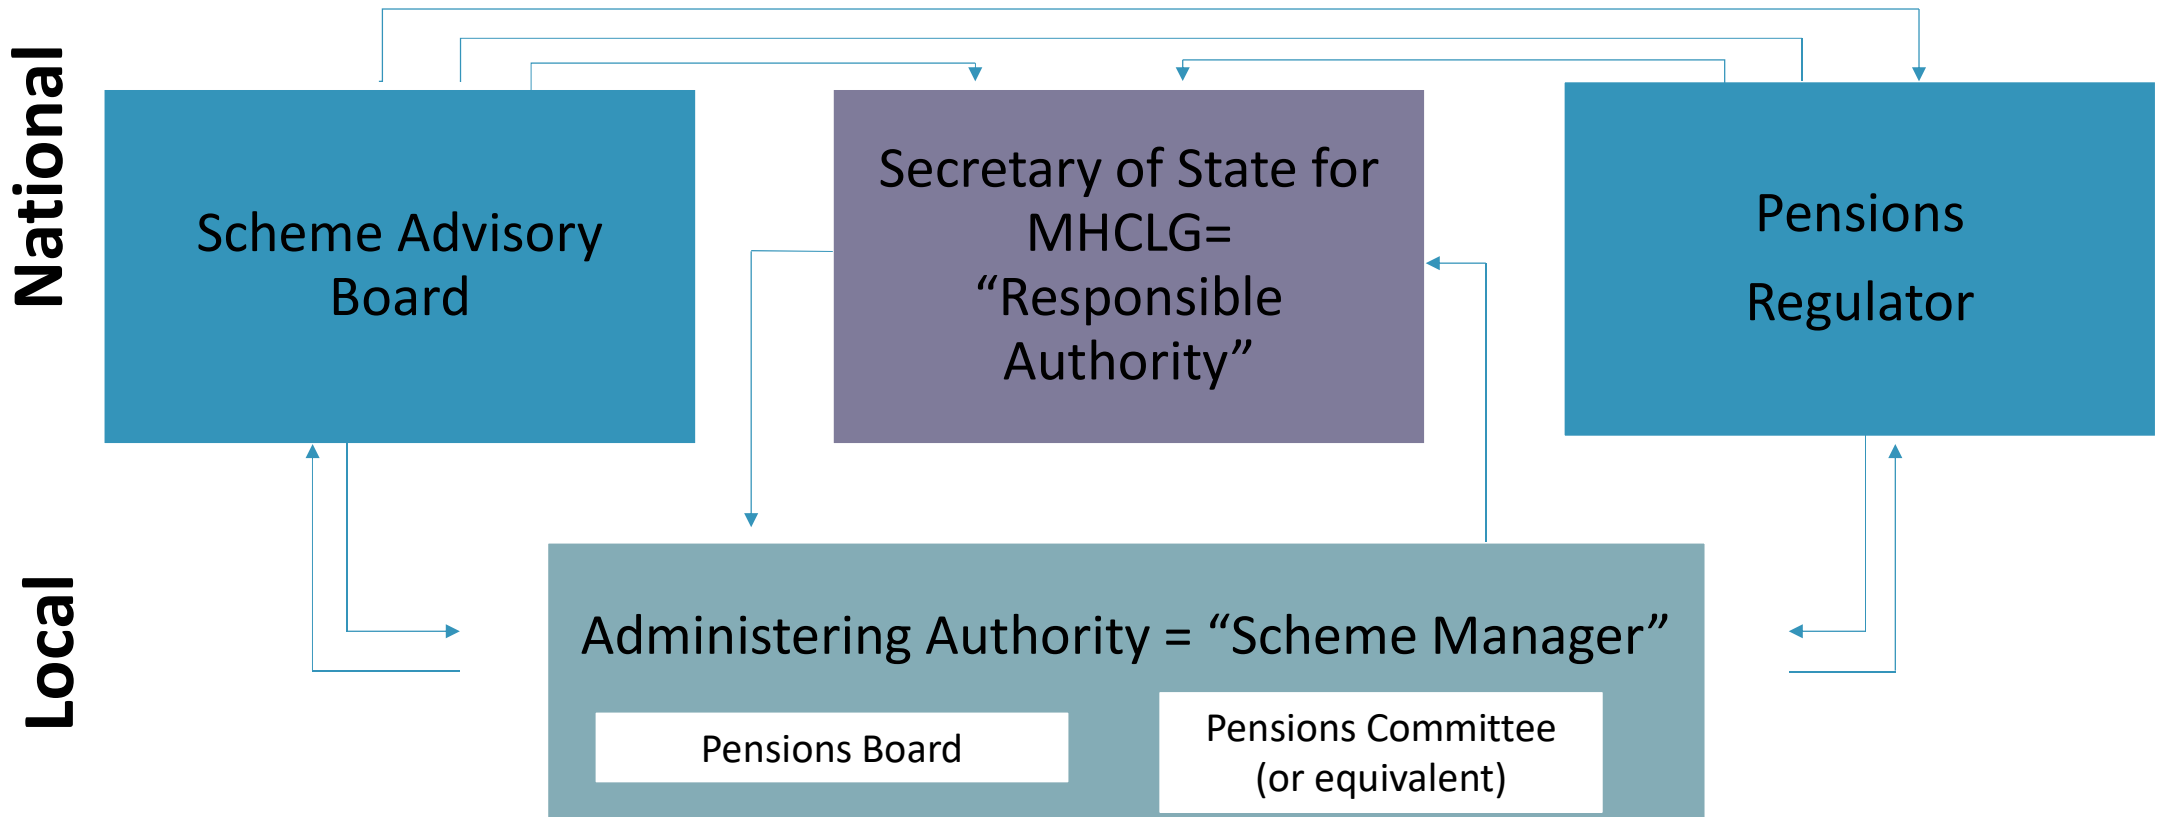 National
Scheme Advisory
Board
Secretary of State for
MHCLG=
“Responsible
Authority”
Pensions
Regulator
Local
Administering Authority = “Scheme Manager”
Pensions Board
Pensions Committee
(or equivalent)